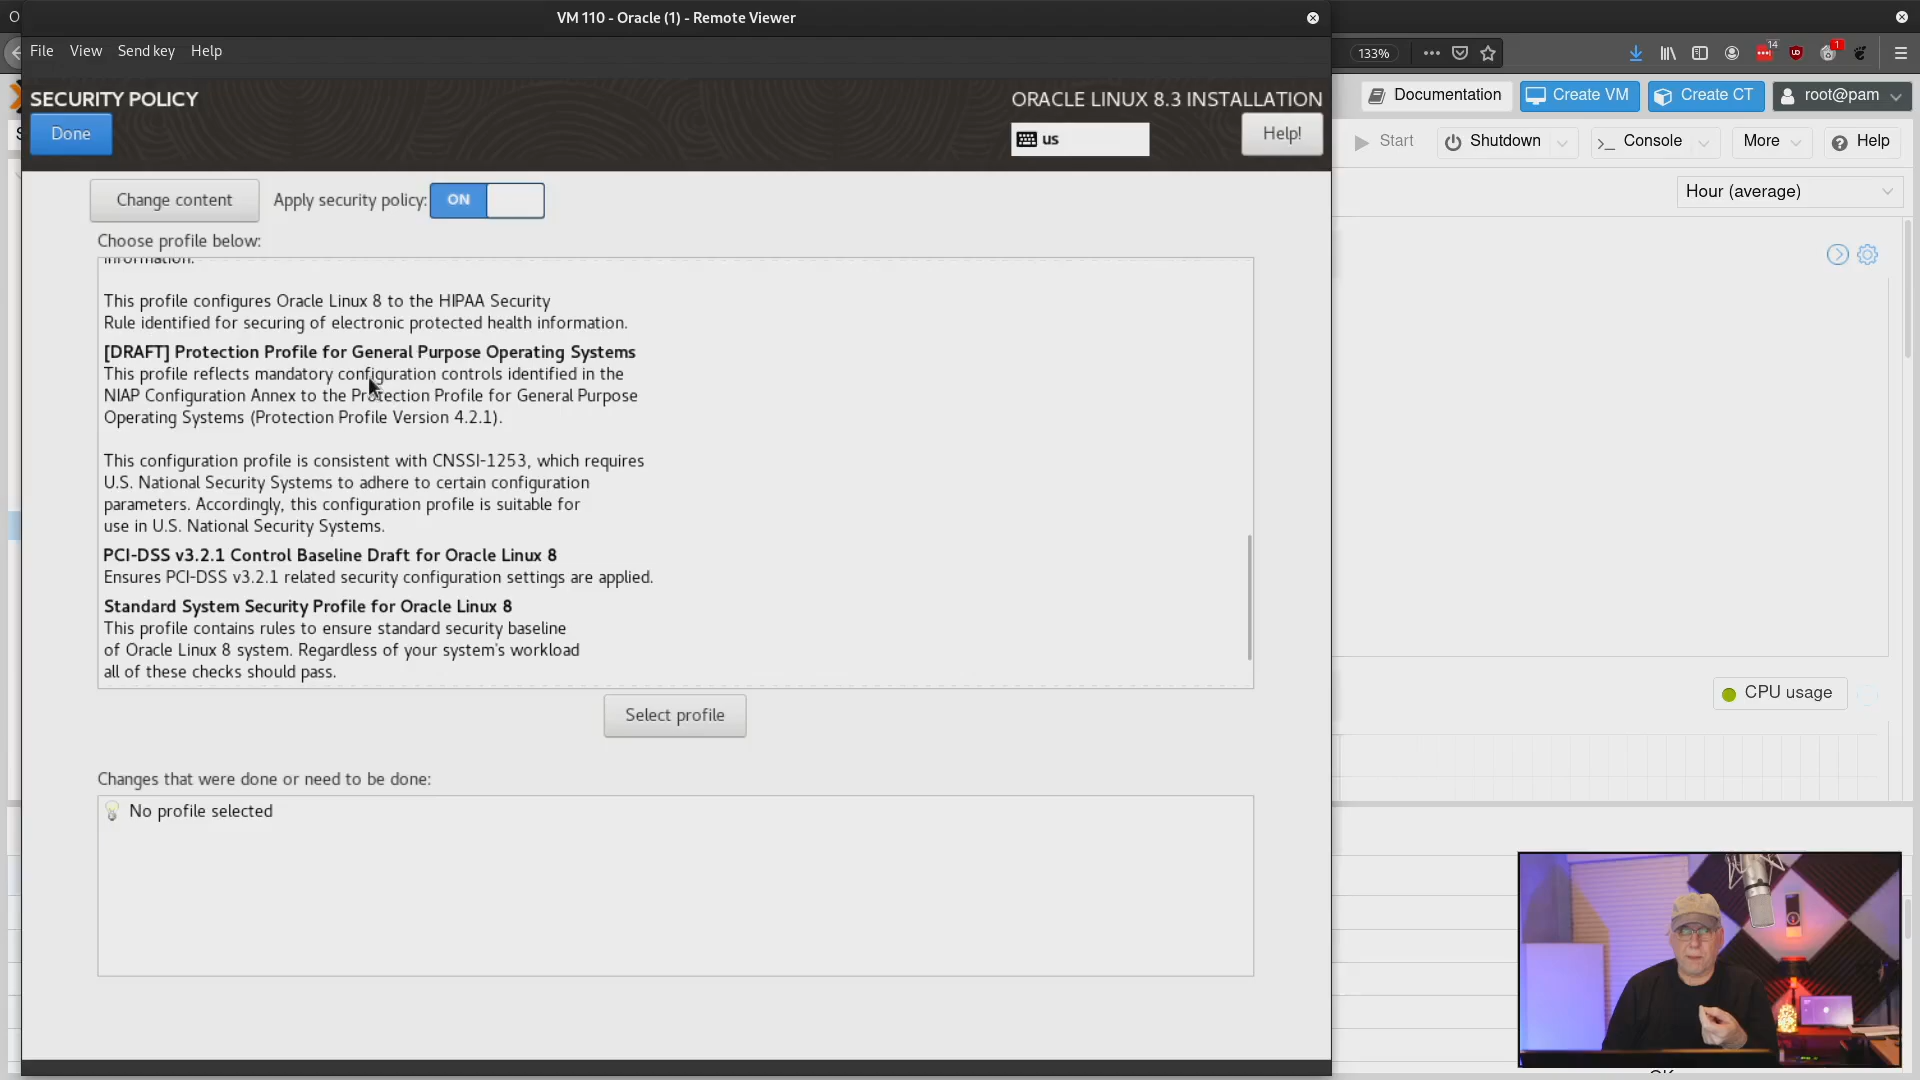 VM 110 - Oracle (1) - Remote Viewer
File View Send key Help
133%
14
1
SECURITY POLICY
ORACLE LINUX 8.3 INSTALLATION
Done
us
Help!
Documentation
Create VM
Create CT
root@pam
Start
Shutdown
Console
More
Help
Hour (average)
Change content
Apply security policy:
ON
Choose profile below:
information.
This profile configures Oracle Linux 8 to the HIPAA Security
Rule identified for securing of electronic protected health information.
[DRAFT] Protection Profile for General Purpose Operating Systems
This profile reflects mandatory configuration controls identified in the
NIAP Configuration Annex to the Protection Profile for General Purpose
Operating Systems (Protection Profile Version 4.2.1).
This configuration profile is consistent with CNSSI-1253, which requires
U.S. National Security Systems to adhere to certain configuration
parameters. Accordingly, this configuration profile is suitable for
use in U.S. National Security Systems.
PCI-DSS v3.2.1 Control Baseline Draft for Oracle Linux 8
Ensures PCI-DSS v3.2.1 related security configuration settings are applied.
Standard System Security Profile for Oracle Linux 8
This profile contains rules to ensure standard security baseline
of Oracle Linux 8 system. Regardless of your system's workload
all of these checks should pass.
Select profile
CPU usage
Changes that were done or need to be done:
No profile selected